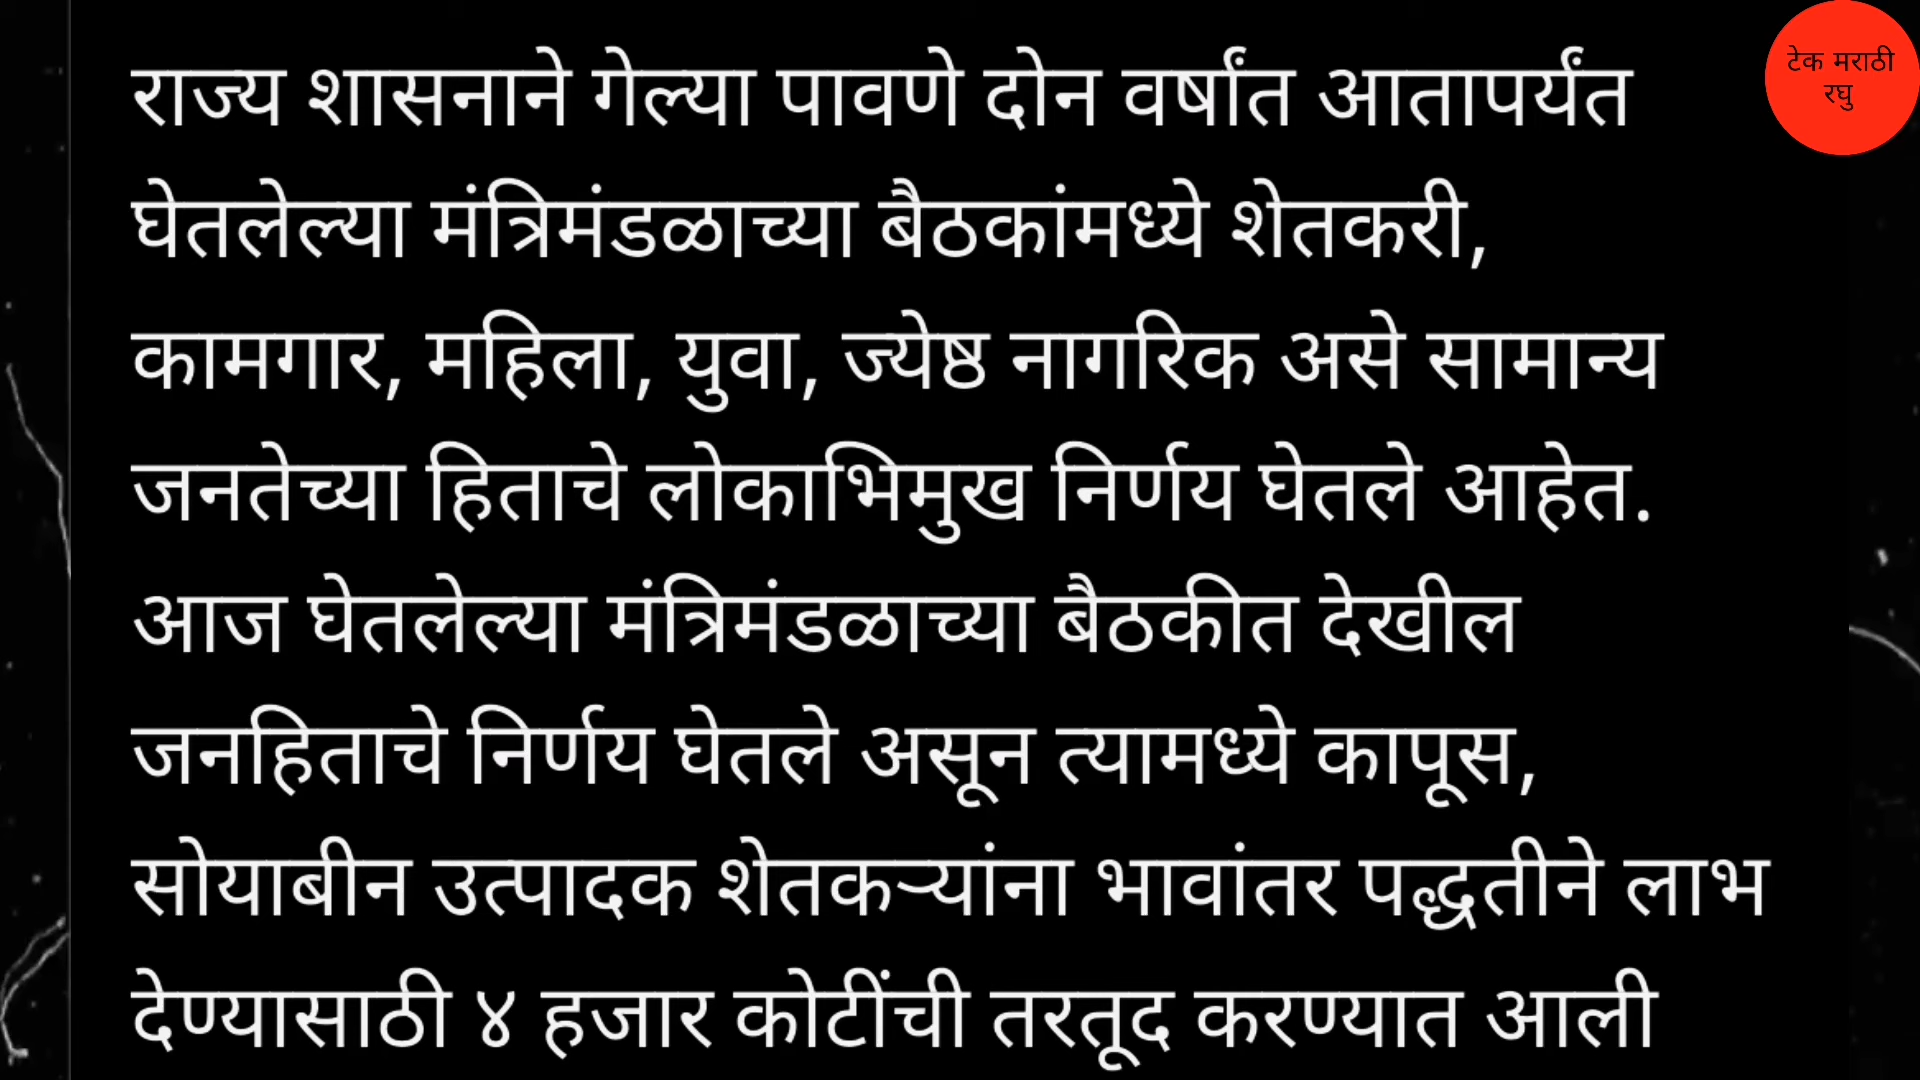 राज्य शासनाने गेल्या पावणे दोन वर्षांत आतापर्यंत
घेतलेल्या मंत्रिमंडळाच्या बैठकांमध्ये शेतकरी,
कामगार, महिला, युवा, ज्येष्ठ नागरिक असे सामान्य
जनतेच्या हिताचे लोकाभिमुख निर्णय घेतले आहेत.
आज घेतलेल्या मंत्रिमंडळाच्या बैठकीत देखील
जनहिताचे निर्णय घेतले असून त्यामध्ये कापूस,
सोयाबीन उत्पादक शेतकऱ्यांना भावांतर पद्धतीने लाभ
देण्यासाठी ४ हजार कोटींची तरतूद करण्यात आली
टेक मराठी
रघु